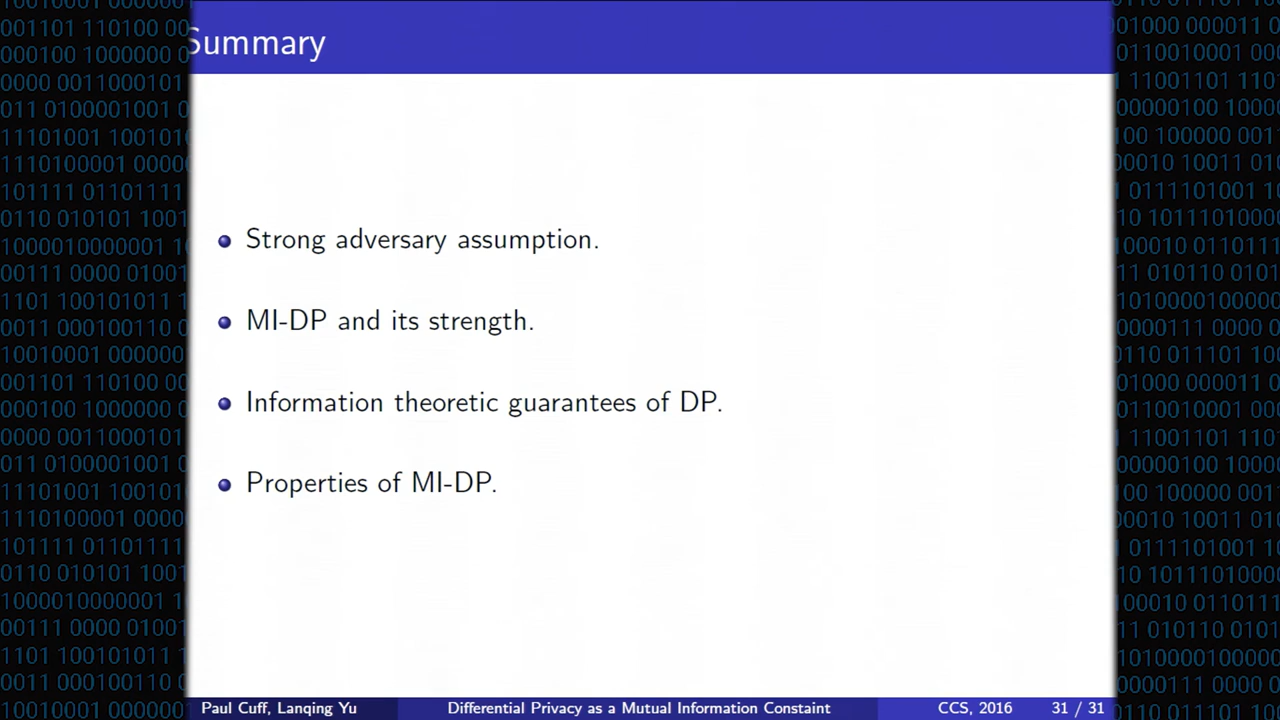 Summary
Strong adversary assumption.
MI-DP and its strength.
Information theoretic guarantees of DP.
Properties of MI-DP.
Paul Cuff, Lanqing Yu
Differential Privacy as a Mutual Information Constaint
CCS, 2016
31 / 31